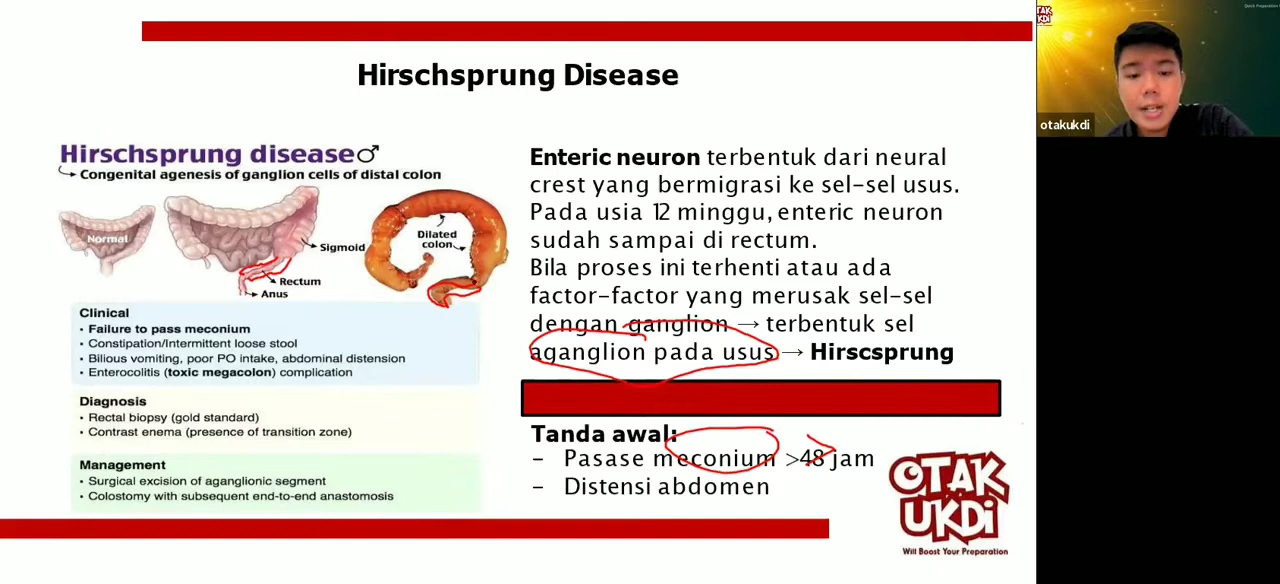 Hirschsprung Disease
Hirschsprung disease♂
Congenital agenesis of ganglion cells of distal colon
Normal
Sigmoid
Rectum
Anus
Dilated
colon
Clinical
• Failure to pass meconium
• Constipation/Intermittent loose stool
• Bilious vomiting, poor PO intake, abdominal distension
• Enterocolitis (toxic megacolon) complication
Diagnosis
• Rectal biopsy (gold standard)
• Contrast enema (presence of transition zone)
Management
• Surgical excision of aganglionic segment
• Colostomy with subsequent end-to-end anastomosis
Enteric neuron terbentuk dari neural
crest yang bermigrasi ke sel-sel usus.
Pada usia 12 minggu, enteric neuron
sudah sampai di rectum.
Bila proses ini terhenti atau ada
factor-factor yang merusak sel-sel
dengan ganglion → terbentuk sel
aganglion pada usus → Hirscsprung
Tanda awal:
- Pasase meconium >48 jam
- Distensi abdomen
OTAK
UKDI
Will Boost Your Preparation
TAK
KDI
otakukdi